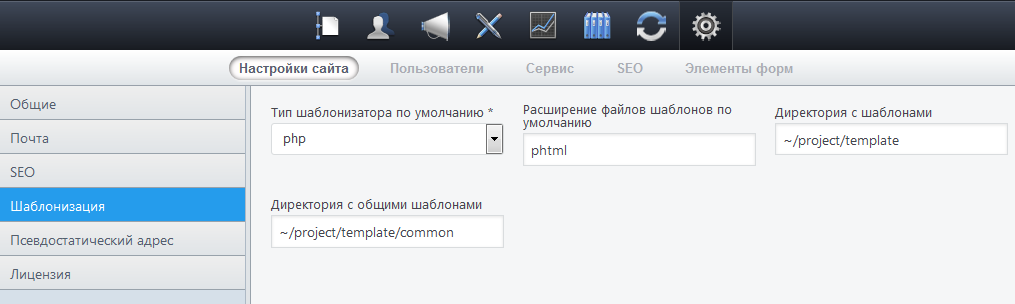 Настройки сайта
Пользователи
Сервис
SEO
Элементы форм
Общие
Почта
SEO
Шаблонизация
Псевдостатический адрес
Лицензия
Тип шаблонизатора по умолчанию *
php
Расширение файлов шаблонов по
умолчанию
phtml
Директория с шаблонами
~/project/template
Директория с общими шаблонами
~/project/template/common